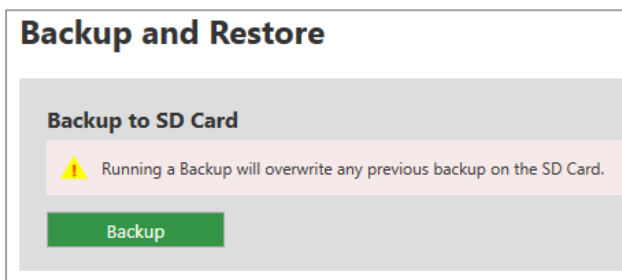 Backup and Restore
Backup to SD Card
Running a Backup will overwrite any previous backup on the SD Card.
Backup